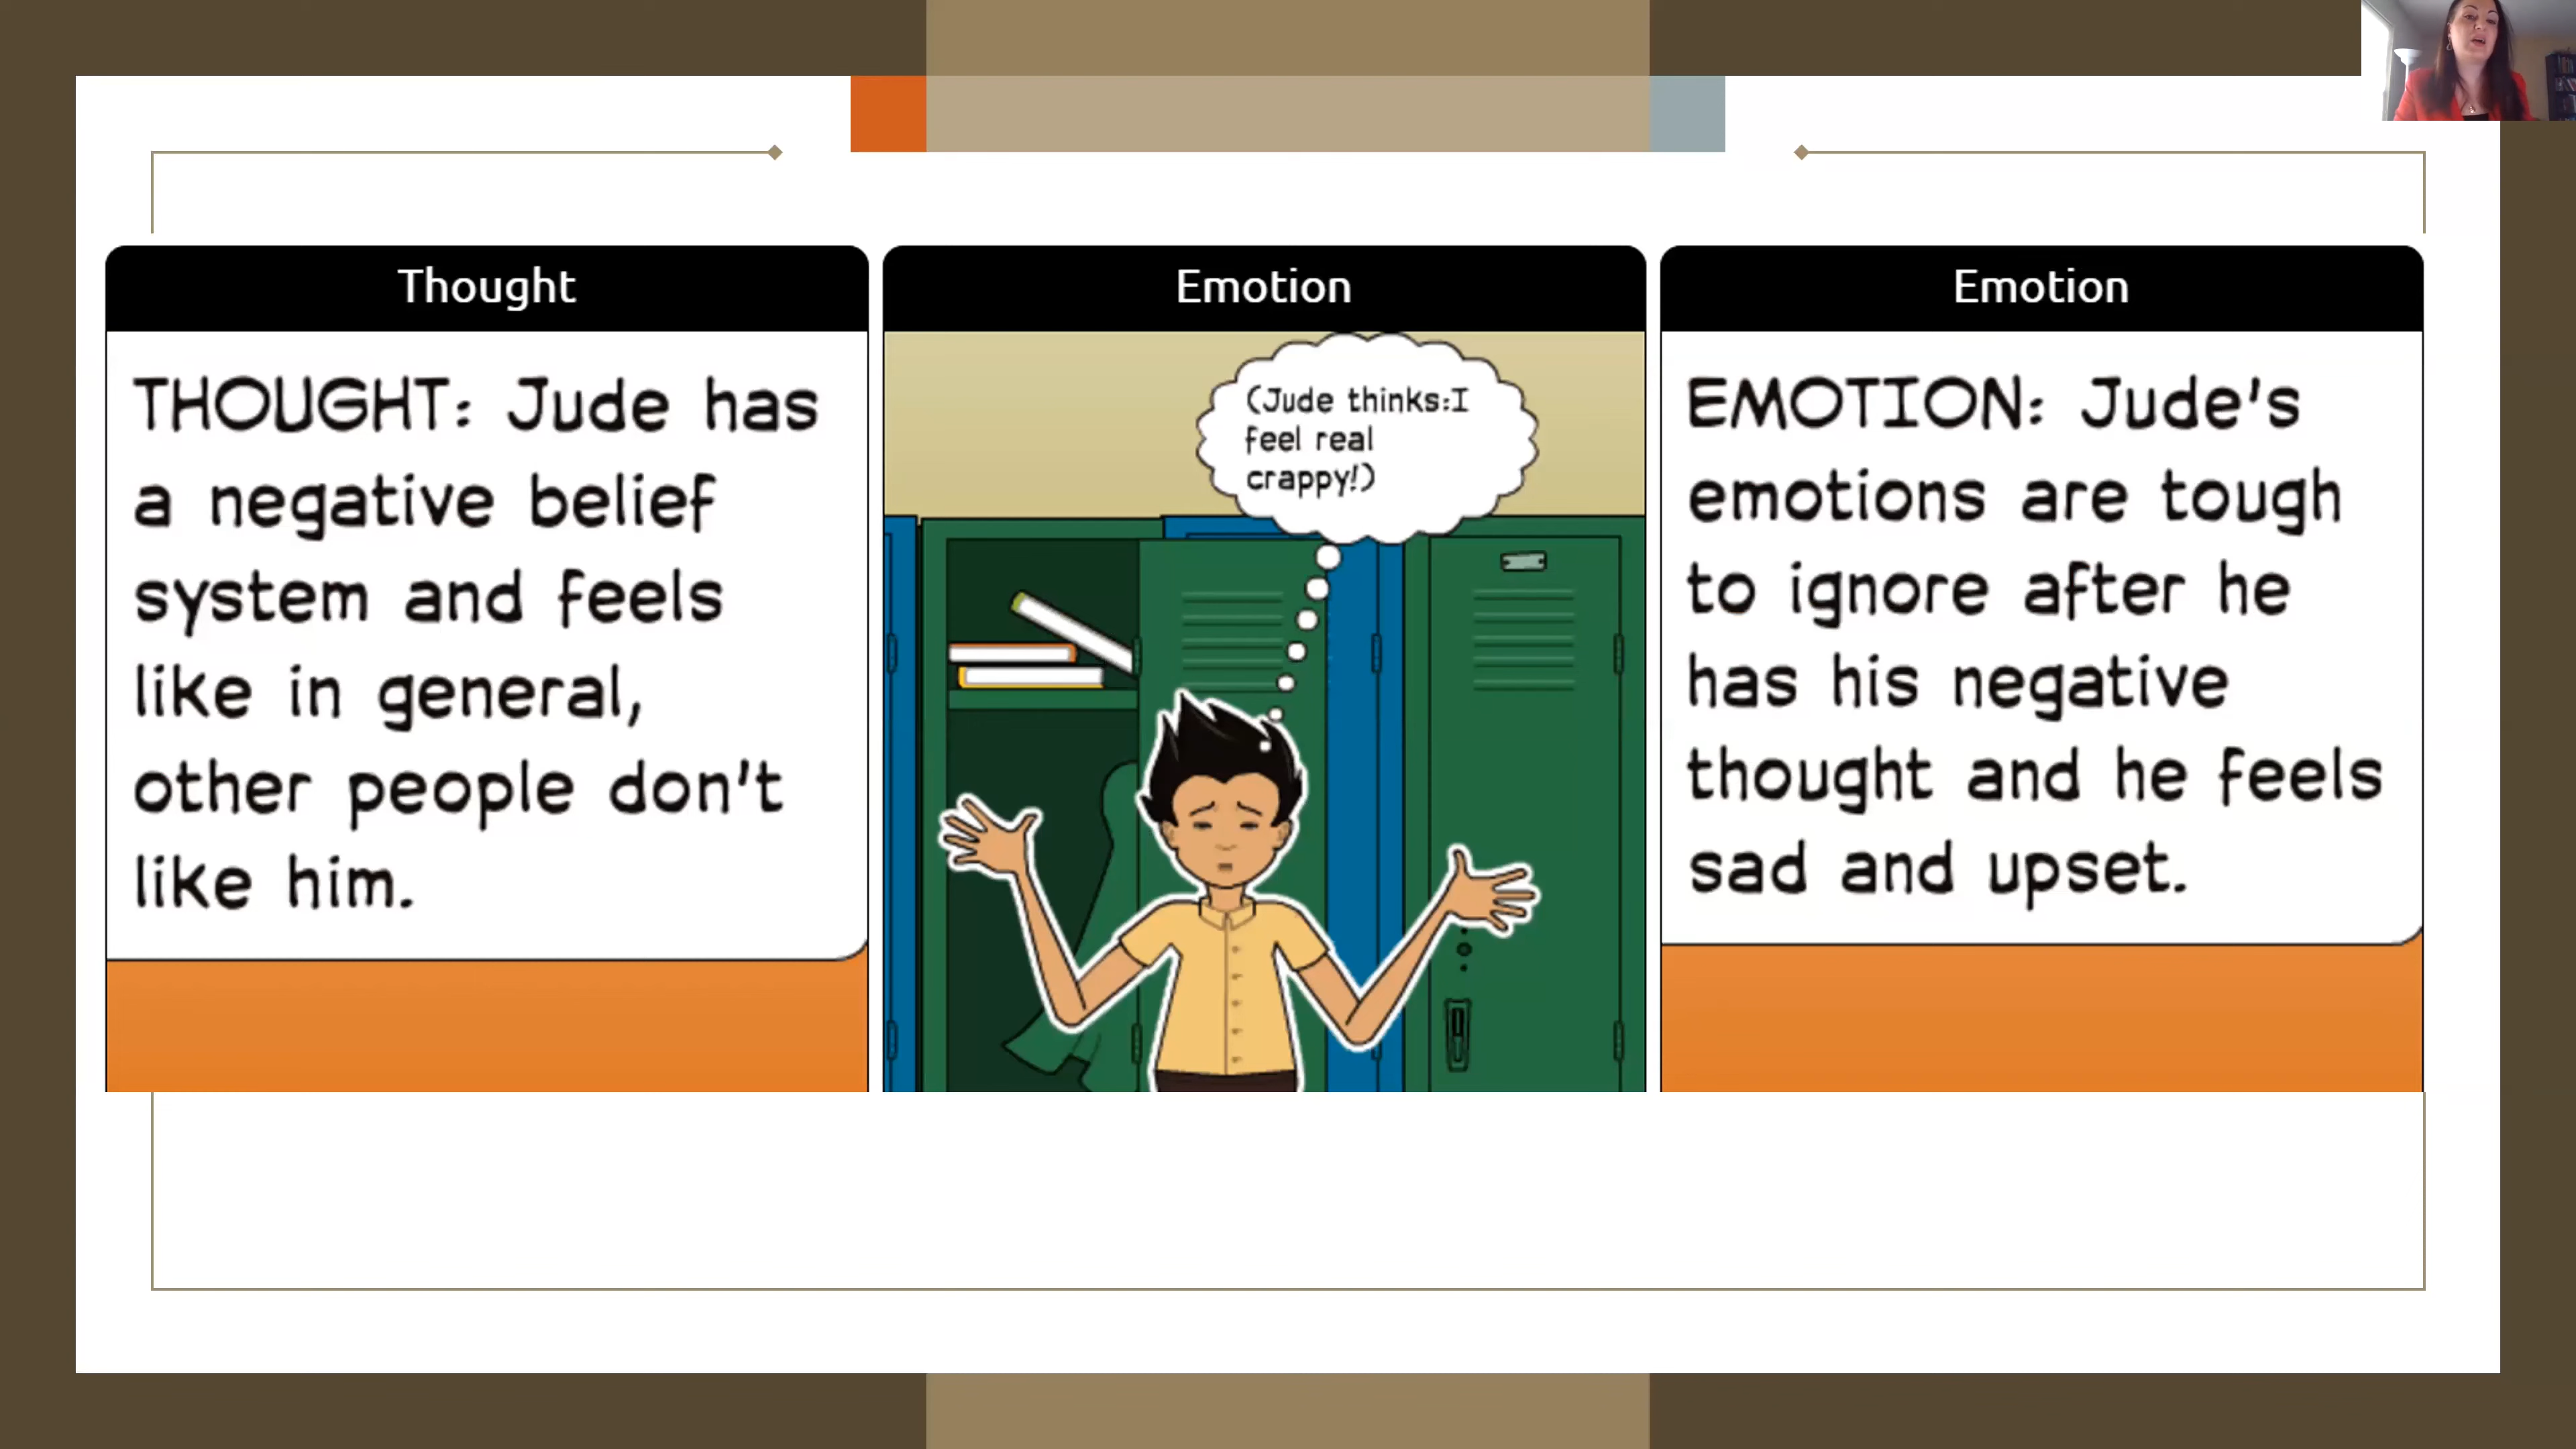 Thought
THOUGHT: Jude has
a negative belief
system and feels
like in general,
other people don't
like him.
Emotion
(Jude thinks:I
feel real
crappy!)
Emotion
EMOTION: Jude's
emotions are tough
to ignore after he
has his negative
thought and he feels
sad and upset.